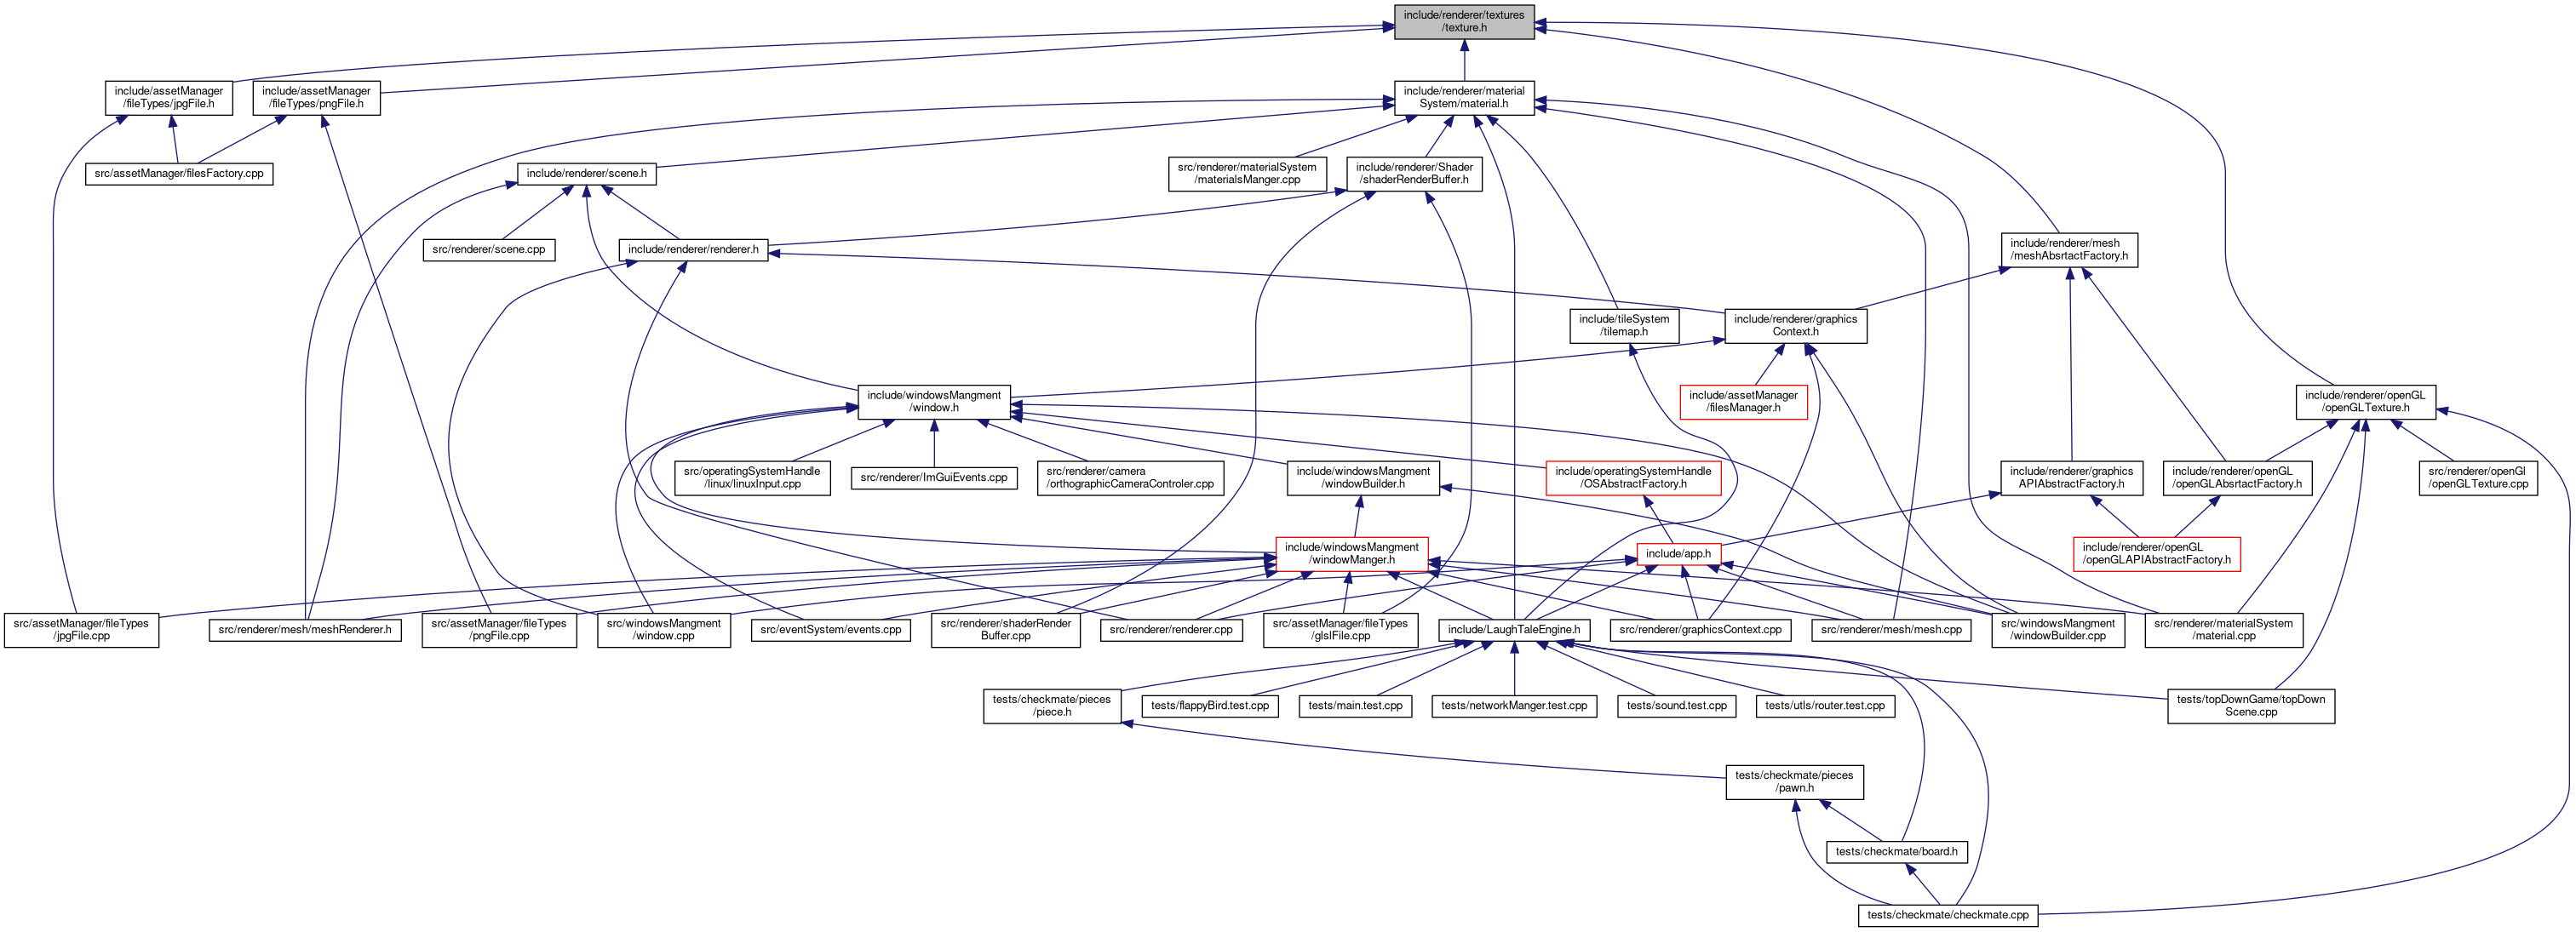 include/renderer/textures
/texture.h
include/assetManager
/fileTypes/jpgFile.h
include/assetManager
/fileTypes/pngFile.h
include/renderer/material
System/material.h
src/assetManager/filesFactory.cpp
include/renderer/scene.h
src/renderer/materialSystem
/materialsManger.cpp
include/renderer/Shader
/shaderRenderBuffer.h
src/renderer/scene.cpp
include/renderer/renderer.h
include/renderer/mesh
/meshAbsrtactFactory.h
include/tileSystem
/tilemap.h
include/renderer/graphics
Context.h
include/windowsMangment
/window.h
include/assetManager
/filesManager.h
include/renderer/openGL
/openGLTexture.h
src/operatingSystemHandle
/linux/linuxInput.cpp
src/renderer/ImGuiEvents.cpp
src/renderer/camera
/orthographicCameraControler.cpp
include/windowsMangment
/windowBuilder.h
include/operatingSystemHandle
/OSAbstractFactory.h
include/renderer/graphics
APIAbstractFactory.h
include/renderer/openGL
/openGLAbsrtactFactory.h
src/renderer/openGl
/openGLTexture.cpp
include/windowsMangment
/windowManger.h
include/app.h
include/renderer/openGL
/openGLAPIAbstractFactory.h
src/assetManager/fileTypes
/jpgFile.cpp
src/renderer/mesh/meshRenderer.h
src/assetManager/fileTypes
/pngFile.cpp
src/windowsMangment
/window.cpp
src/eventSystem/events.cpp
src/renderer/shaderRender
Buffer.cpp
src/renderer/renderer.cpp
src/assetManager/fileTypes
/glslFile.cpp
include/LaughTaleEngine.h
src/renderer/graphicsContext.cpp
src/renderer/mesh/mesh.cpp
src/windowsMangment
/windowBuilder.cpp
src/renderer/materialSystem
/material.cpp
tests/checkmate/pieces
/piece.h
tests/flappyBird.test.cpp
tests/main.test.cpp
tests/networkManger.test.cpp
tests/sound.test.cpp
tests/utls/router.test.cpp
tests/topDownGame/topDown
Scene.cpp
tests/checkmate/pieces
/pawn.h
tests/checkmate/board.h
tests/checkmate/checkmate.cpp